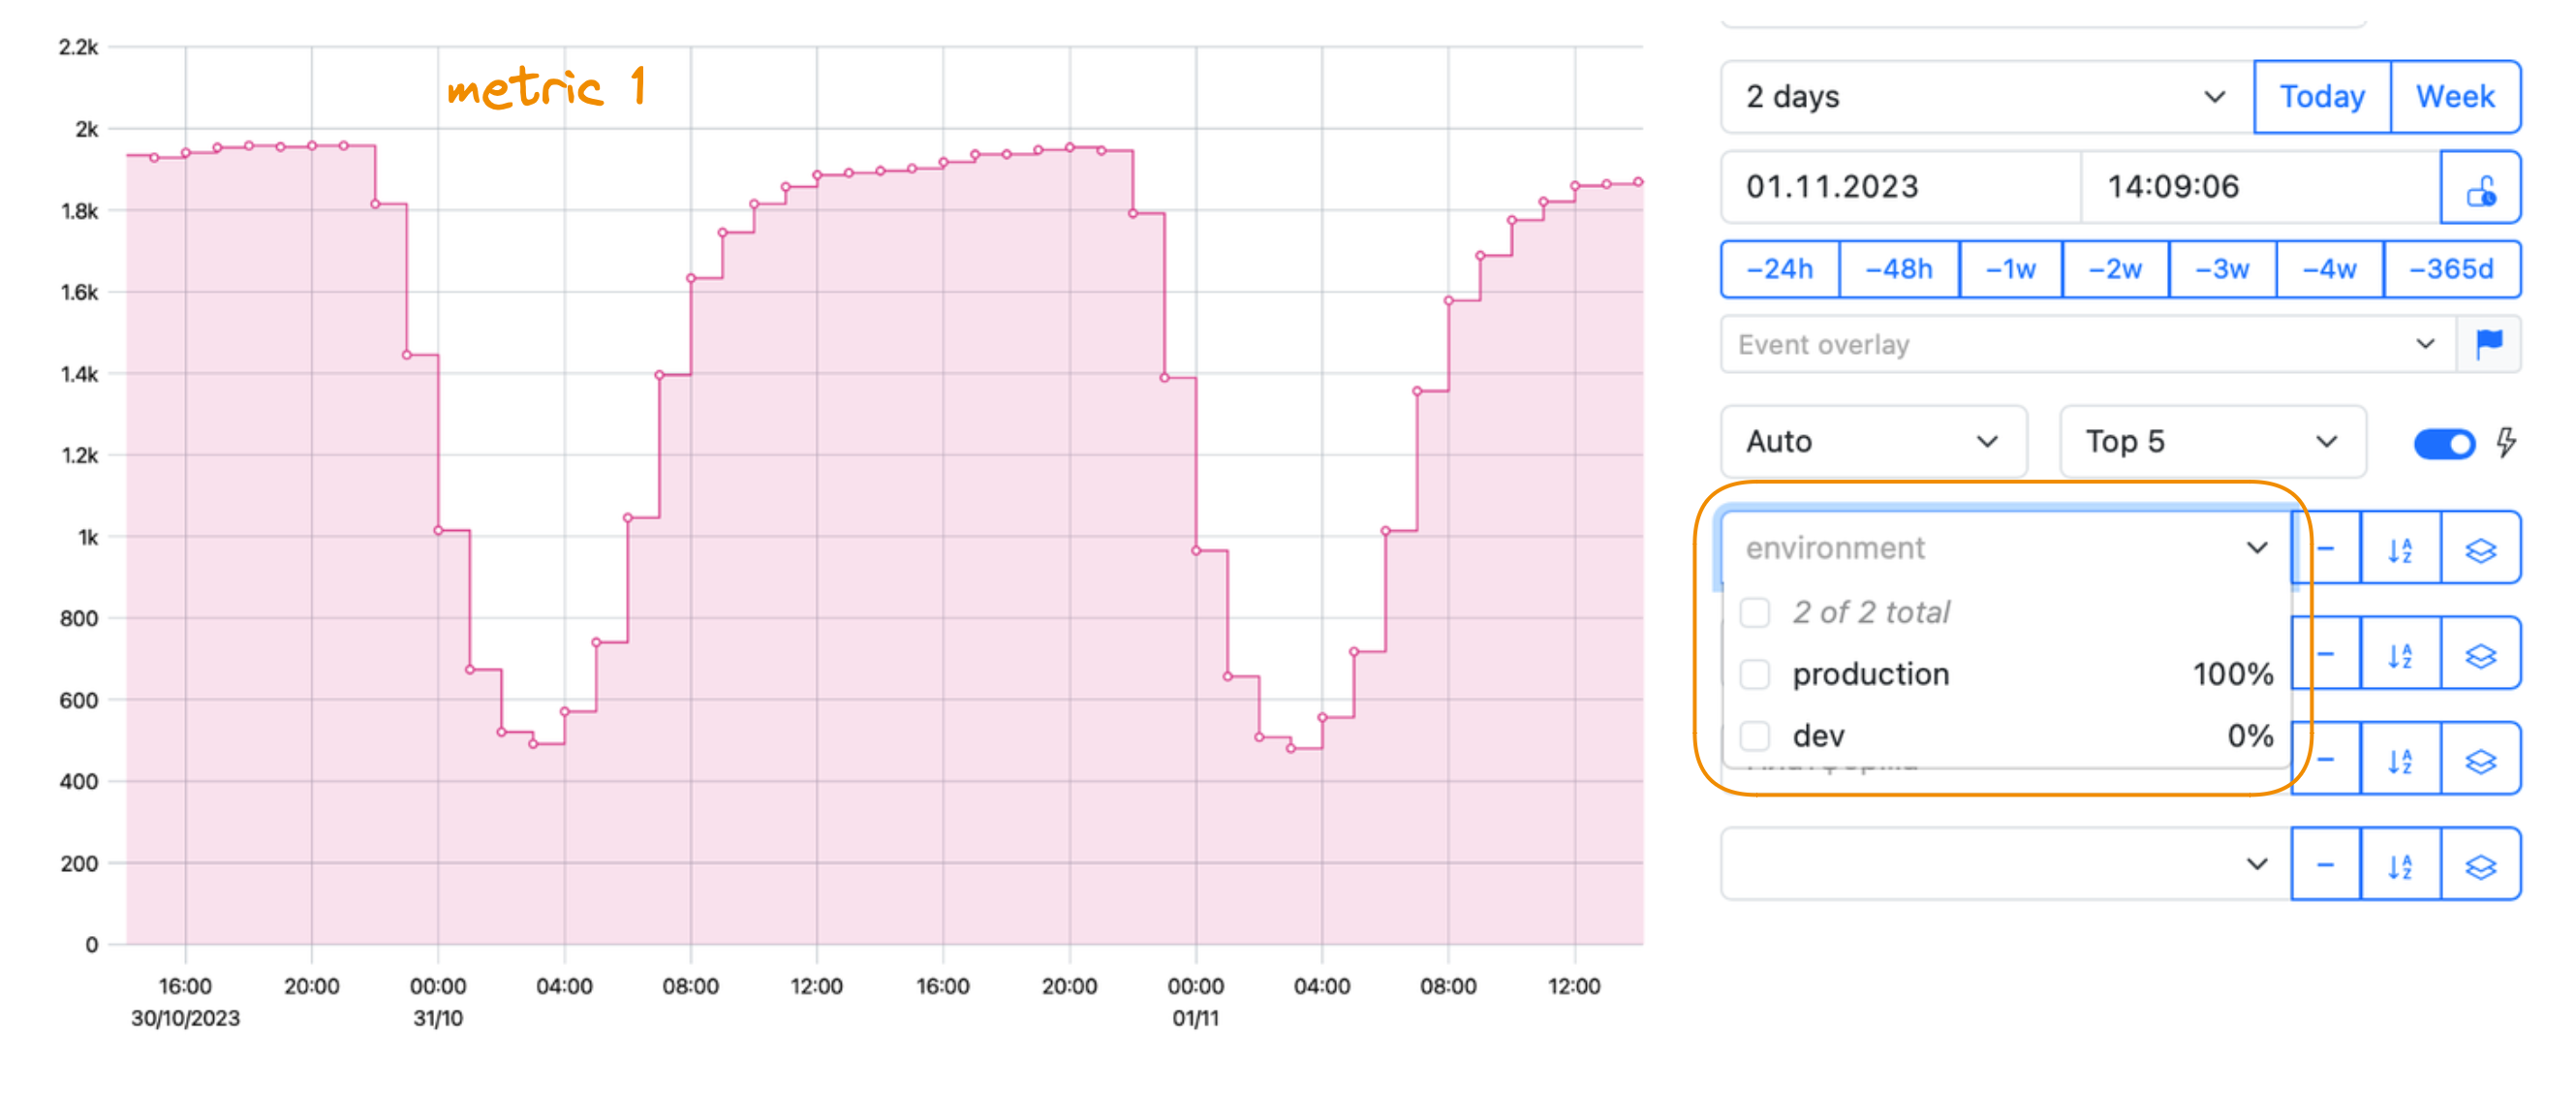 metric 1
2.2k
2k
1.8k
1.6k
1.4k
1.2k
1k
800
600
400
200
0
16:00 20:00 00:00 04:00 08:00 12:00 16:00 20:00 00:00 04:00 08:00 12:00
30/10/2023 31/10 01/11
2 days Today Week
01.11.2023 14:09:06
–24h –48h –1w –2w –3w –4w –365d
Event overlay
Auto Top 5
environment
2 of 2 total
production 100%
dev 0%